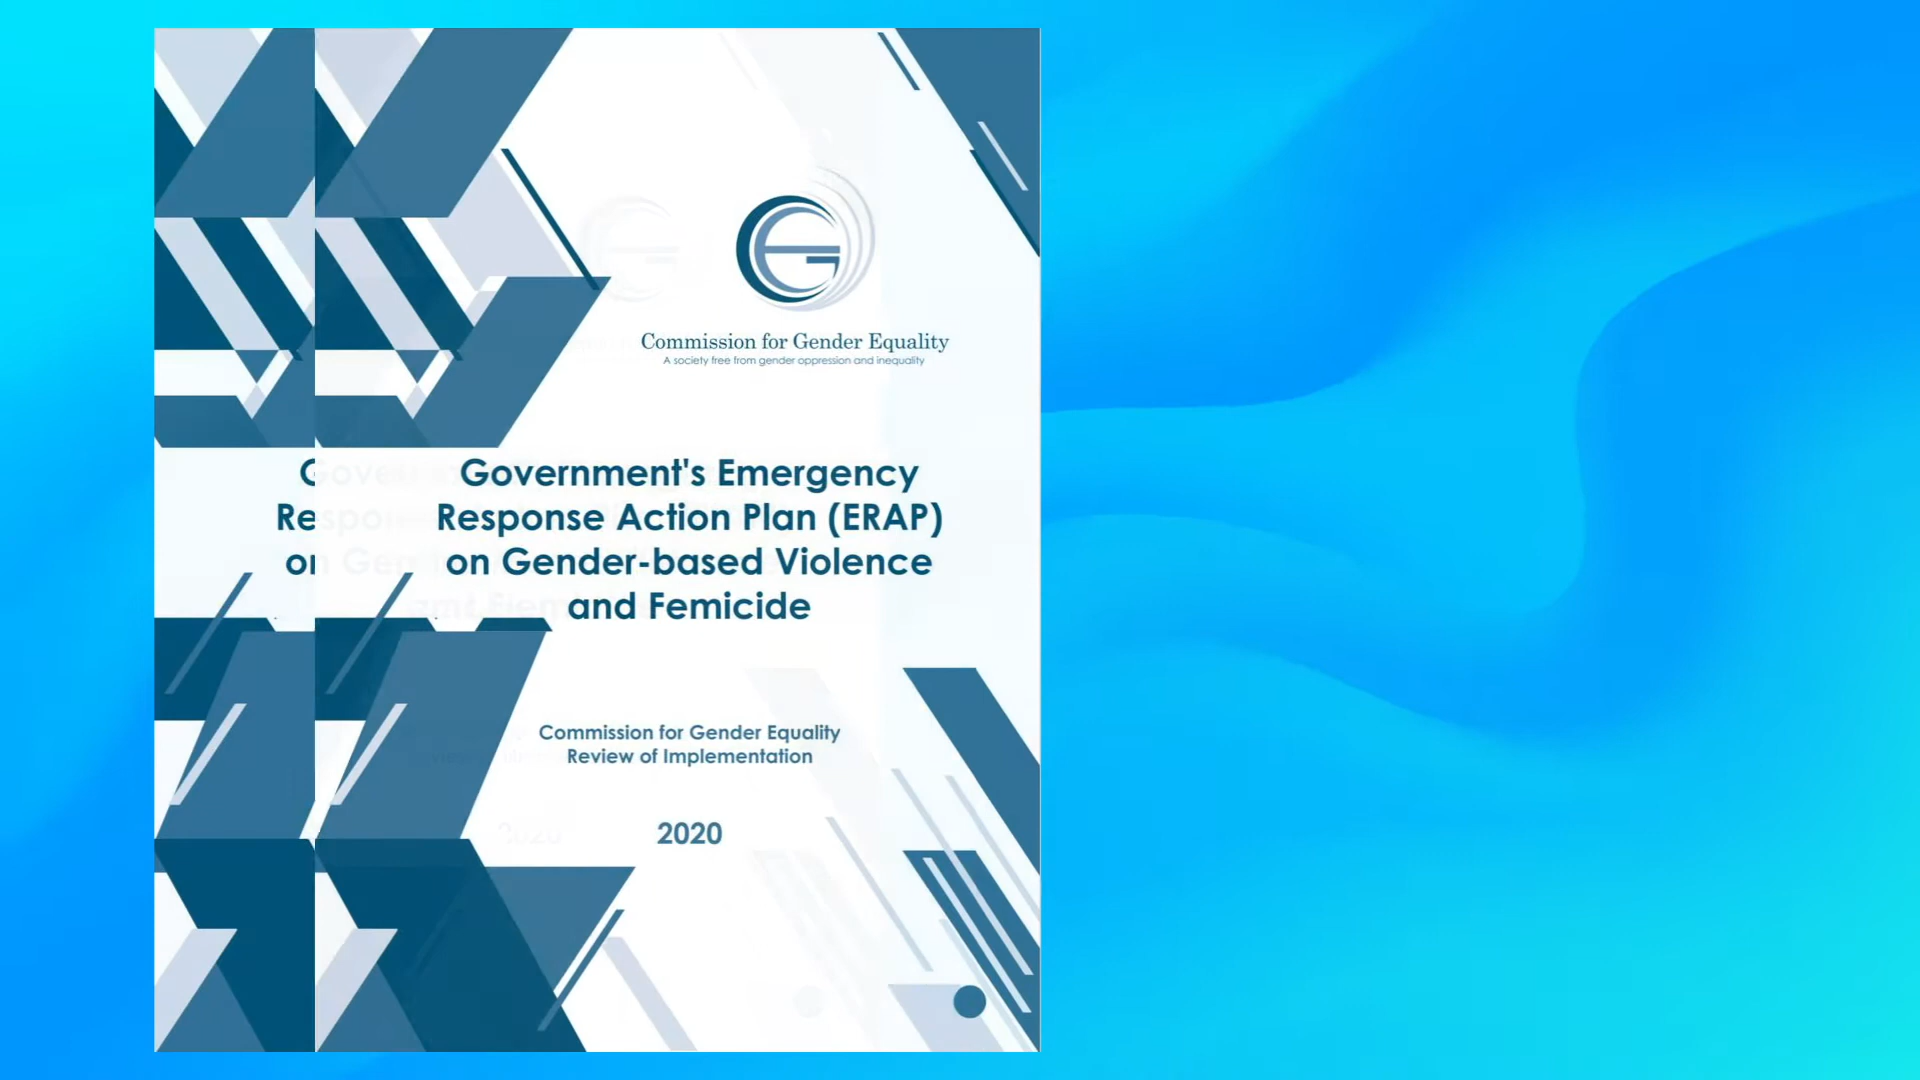 Commission for Gender Equality
A society free from gender oppression and inequality
Government's Emergency
Response Action Plan (ERAP)
on Gender-based Violence
and Femicide
Commission for Gender Equality
Review of Implementation
2020